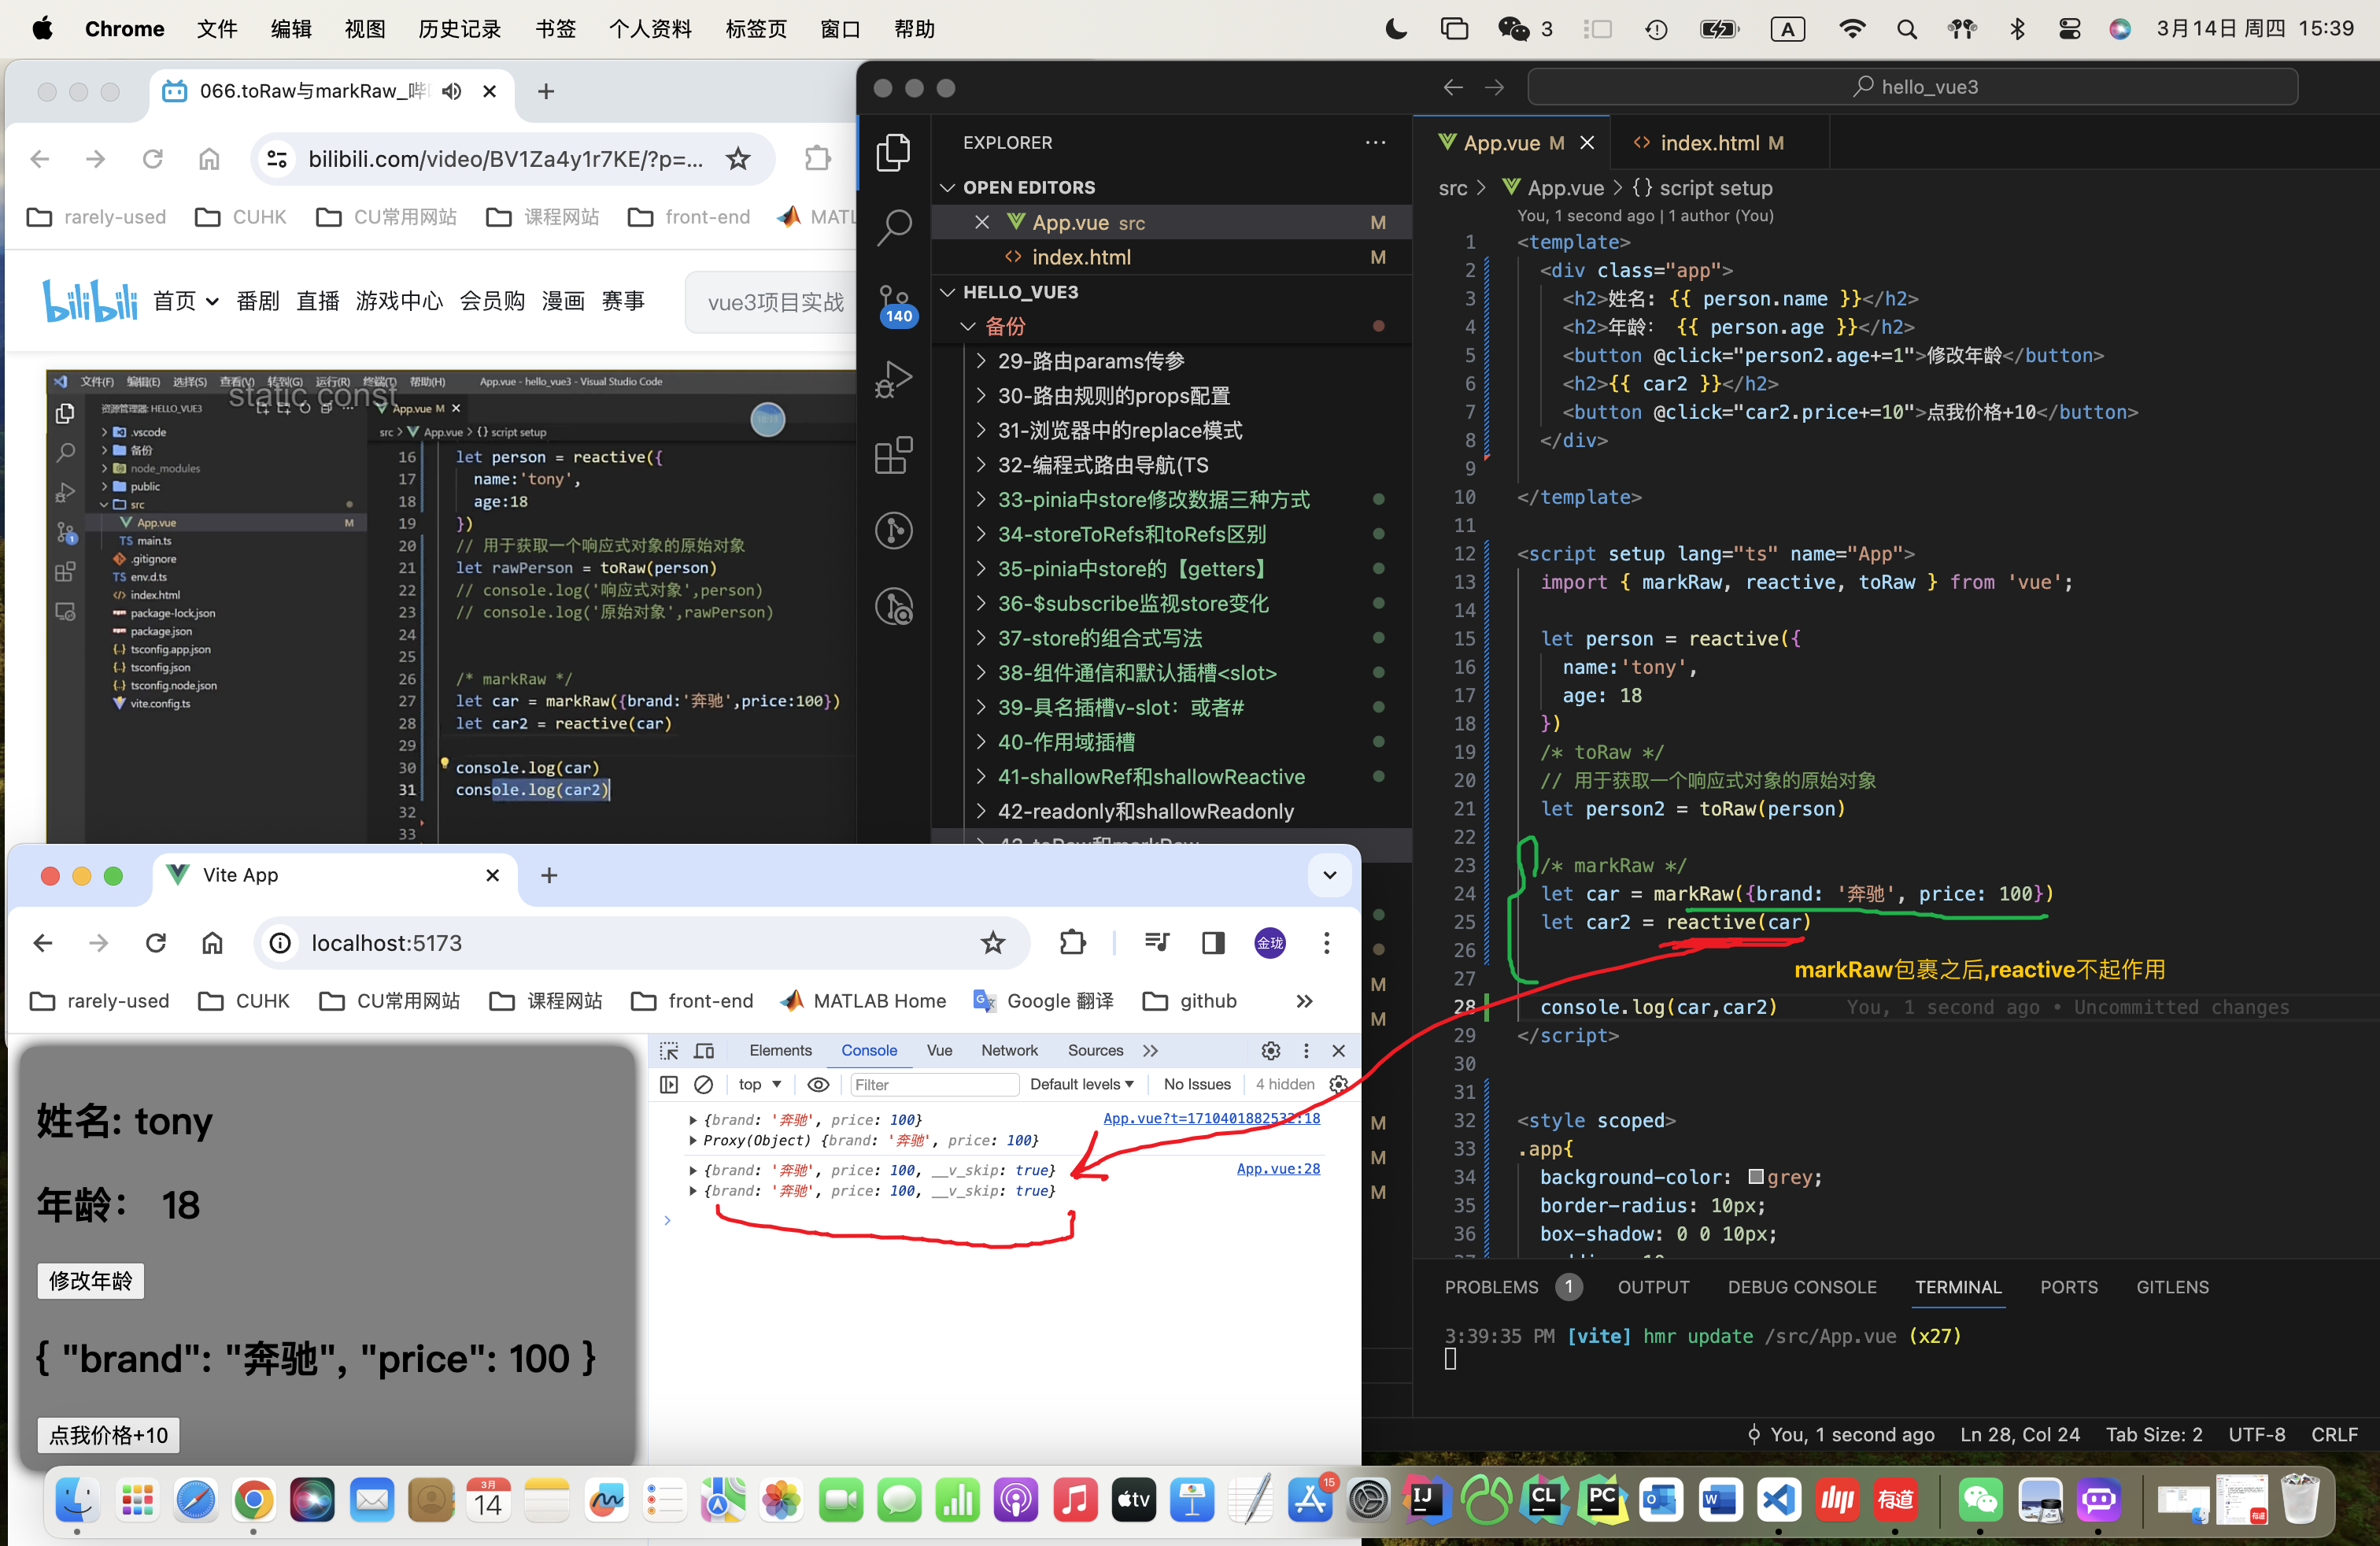 Chrome 文件 编辑 视图 历史记录 书签 个人资料 标签页 窗口 帮助
3 A 3月14日 周四 15:39
066.toRaw与markRaw_哔
bilibili.com/video/BV1Za4y1r7KE/?p=...
rarely-used CUHK CU常用网站 课程网站 front-end MATL
bilibili 首页 番剧 直播 游戏中心 会员购 漫画 赛事 vue3项目实战
文件(F) 编辑(E) 选择(S) 查看(V) 转到(G) 运行(R) 终端(T) 帮助(H) App.vue - hello_vue3 - Visual Studio Code
static const
资源管理器: HELLO_VUE3
.vscode
备份
node_modules
public
src
App.vue M
TS main.ts
.gitignore
TS env.d.ts
index.html
package-lock.json
package.json
tsconfig.app.json
tsconfig.json
tsconfig.node.json
vite.config.ts
App.vue M
src > App.vue > {} script setup
16 let person = reactive({
17 name:'tony',
18 age:18
19 })
20 // 用于获取一个响应式对象的原始对象
21 let rawPerson = toRaw(person)
22 // console.log('响应式对象',person)
23 // console.log('原始对象',rawPerson)
24
25
26 /* markRaw */
27 let car = markRaw({brand:'奔驰',price:100})
28 let car2 = reactive(car)
29
30 console.log(car)
31 console.log(car2)
32
33
hello_vue3
140
EXPLORER
OPEN EDITORS
App.vue src M
index.html M
HELLO_VUE3
备份
29-路由params传参
30-路由规则的props配置
31-浏览器中的replace模式
32-编程式路由导航(TS
33-pinia中store修改数据三种方式
34-storeToRefs和toRefs区别
35-pinia中store的【getters】
36-$subscribe监视store变化
37-store的组合式写法
38-组件通信和默认插槽<slot>
39-具名插槽v-slot：或者#
40-作用域插槽
41-shallowRef和shallowReactive
42-readonly和shallowReadonly
43-toRaw和markRaw
M
M
M
M
M
App.vue M index.html M
src > App.vue > {} script setup
You, 1 second ago | 1 author (You)
1 <template>
2 <div class="app">
3 <h2>姓名: {{ person.name }}</h2>
4 <h2>年龄： {{ person.age }}</h2>
5 <button @click="person2.age+=1">修改年龄</button>
6 <h2>{{ car2 }}</h2>
7 <button @click="car2.price+=10">点我价格+10</button>
8 </div>
9
10 </template>
11
12 <script setup lang="ts" name="App">
13 import { markRaw, reactive, toRaw } from 'vue';
14
15 let person = reactive({
16 name:'tony',
17 age: 18
18 })
19 /* toRaw */
20 // 用于获取一个响应式对象的原始对象
21 let person2 = toRaw(person)
22
23 /* markRaw */
24 let car = markRaw({brand: '奔驰', price: 100})
25 let car2 = reactive(car)
26
27
markRaw包裹之后,reactive不起作用
28 console.log(car,car2) You, 1 second ago • Uncommitted changes
29 </script>
30
31
32 <style scoped>
33 .app{
34 background-color: grey;
35 border-radius: 10px;
36 box-shadow: 0 0 10px;
PROBLEMS 1 OUTPUT DEBUG CONSOLE TERMINAL PORTS GITLENS
3:39:35 PM [vite] hmr update /src/App.vue (x27)
You, 1 second ago Ln 28, Col 24 Tab Size: 2 UTF-8 CRLF
Vite App
localhost:5173
金珑
rarely-used CUHK CU常用网站 课程网站 front-end MATLAB Home Google 翻译 github
姓名: tony
年龄： 18
修改年龄
{ "brand": "奔驰", "price": 100 }
点我价格+10
Elements Console Vue Network Sources
top Filter Default levels No Issues 4 hidden
{brand: '奔驰', price: 100} App.vue?t=1710401882532:18
Proxy(Object) {brand: '奔驰', price: 100}
{brand: '奔驰', price: 100, __v_skip: true} App.vue:28
{brand: '奔驰', price: 100, __v_skip: true}
3月
14
tv
15
IJ
CL
PC
W
有道